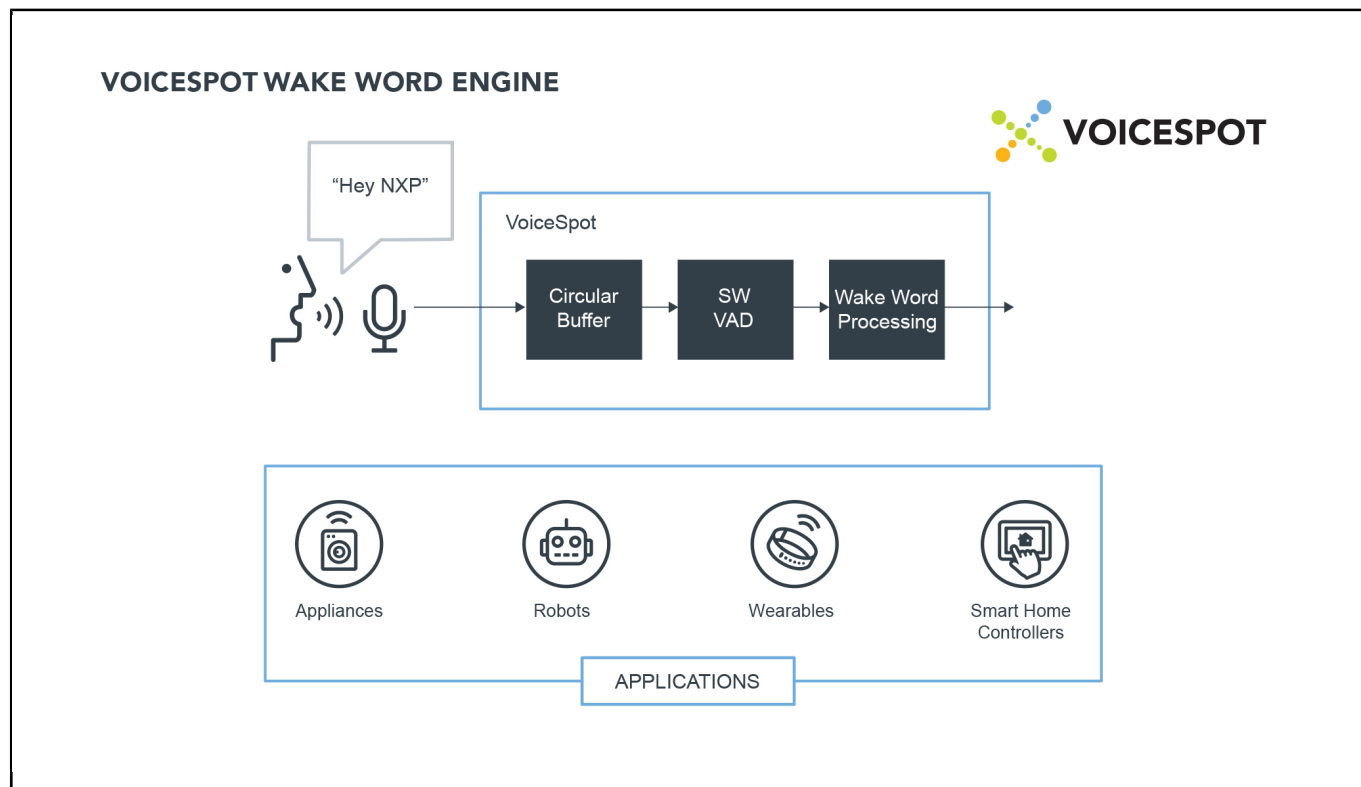 VOICESPOT WAKE WORD ENGINE
VOICESPOT
“Hey NXP”
VoiceSpot
Circular
Buffer
SW
VAD
Wake Word
Processing
Appliances
Robots
Wearables
Smart Home
Controllers
APPLICATIONS